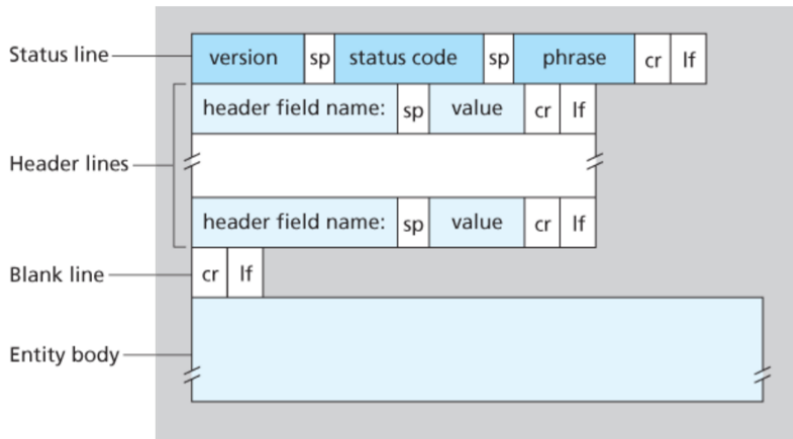 Status line version sp status code sp phrase cr lf
header field name: sp value cr lf
Header lines
header field name: sp value cr lf
Blank line cr lf
Entity body